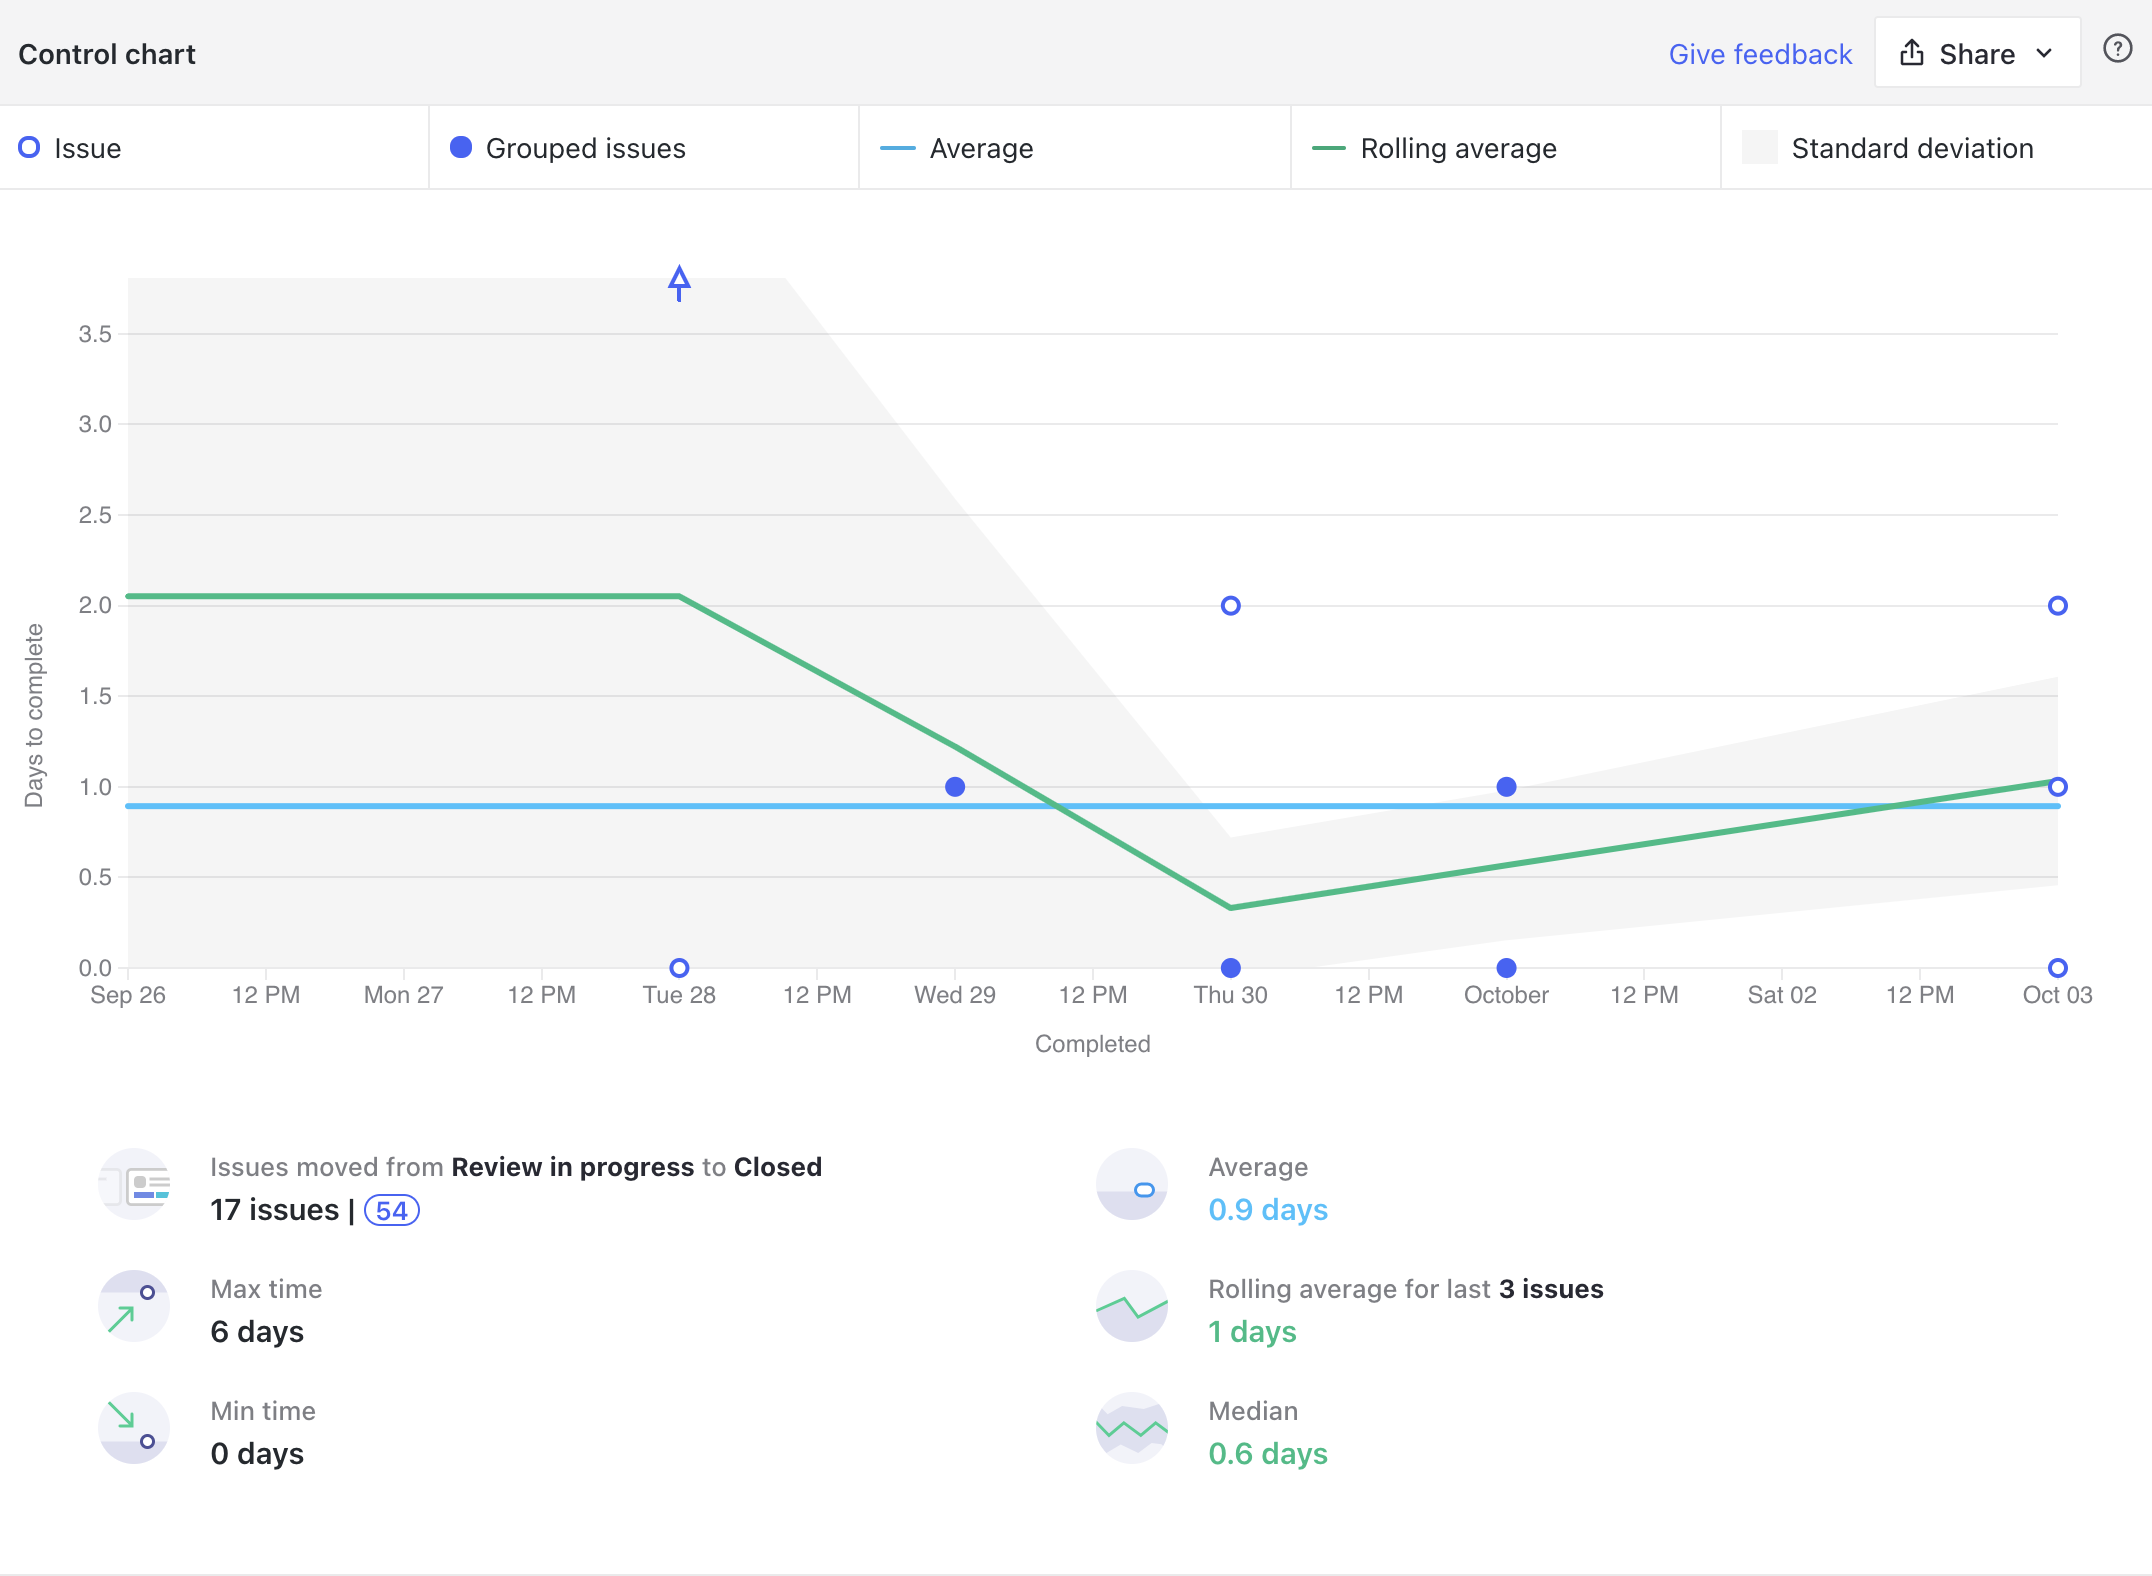 Control chart
Give feedback
Share
?
Issue
Grouped issues
Average
Rolling average
Standard deviation
3.5
3.0
2.5
2.0
1.5
1.0
0.5
0.0
Days to complete
Sep 26 12 PM Mon 27 12 PM Tue 28 12 PM Wed 29 12 PM Thu 30 12 PM October 12 PM Sat 02 12 PM Oct 03
Completed
Issues moved from Review in progress to Closed
17 issues | 54
Average
0.9 days
Max time
6 days
Rolling average for last 3 issues
1 days
Min time
0 days
Median
0.6 days